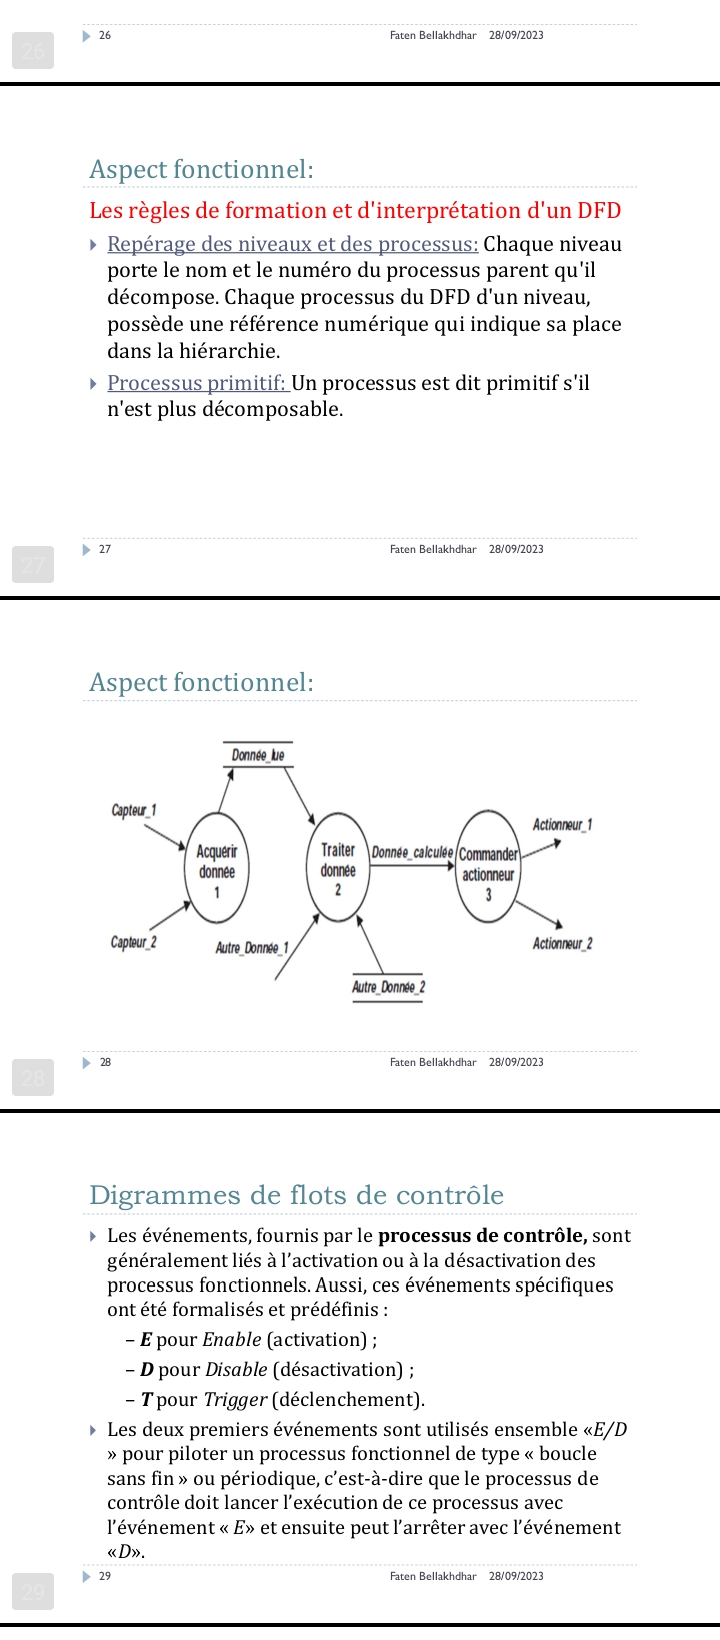 26
26 Faten Bellakhdhar 28/09/2023
Aspect fonctionnel:
Les règles de formation et d'interprétation d'un DFD
Repérage des niveaux et des processus: Chaque niveau
porte le nom et le numéro du processus parent qu'il
décompose. Chaque processus du DFD d'un niveau,
possède une référence numérique qui indique sa place
dans la hiérarchie.
Processus primitif: Un processus est dit primitif s'il
n'est plus décomposable.
27
27 Faten Bellakhdhar 28/09/2023
Aspect fonctionnel:
Donnée_lue
Capteur_1
Actionneur_1
Acquérir
donnée
1
Traiter
donnée
2
Donnée_calculée
Commander
actionneur
3
Capteur_2
Autre_Donnée_1
Actionneur_2
Autre_Donnée_2
28
28 Faten Bellakhdhar 28/09/2023
Digrammes de flots de contrôle
Les événements, fournis par le processus de contrôle, sont
généralement liés à l’activation ou à la désactivation des
processus fonctionnels. Aussi, ces événements spécifiques
ont été formalisés et prédéfinis :
– E pour Enable (activation) ;
– D pour Disable (désactivation) ;
– T pour Trigger (déclenchement).
Les deux premiers événements sont utilisés ensemble «E/D
» pour piloter un processus fonctionnel de type « boucle
sans fin » ou périodique, c’est-à-dire que le processus de
contrôle doit lancer l’exécution de ce processus avec
l’événement « E» et ensuite peut l’arrêter avec l’événement
«D».
29
29 Faten Bellakhdhar 28/09/2023